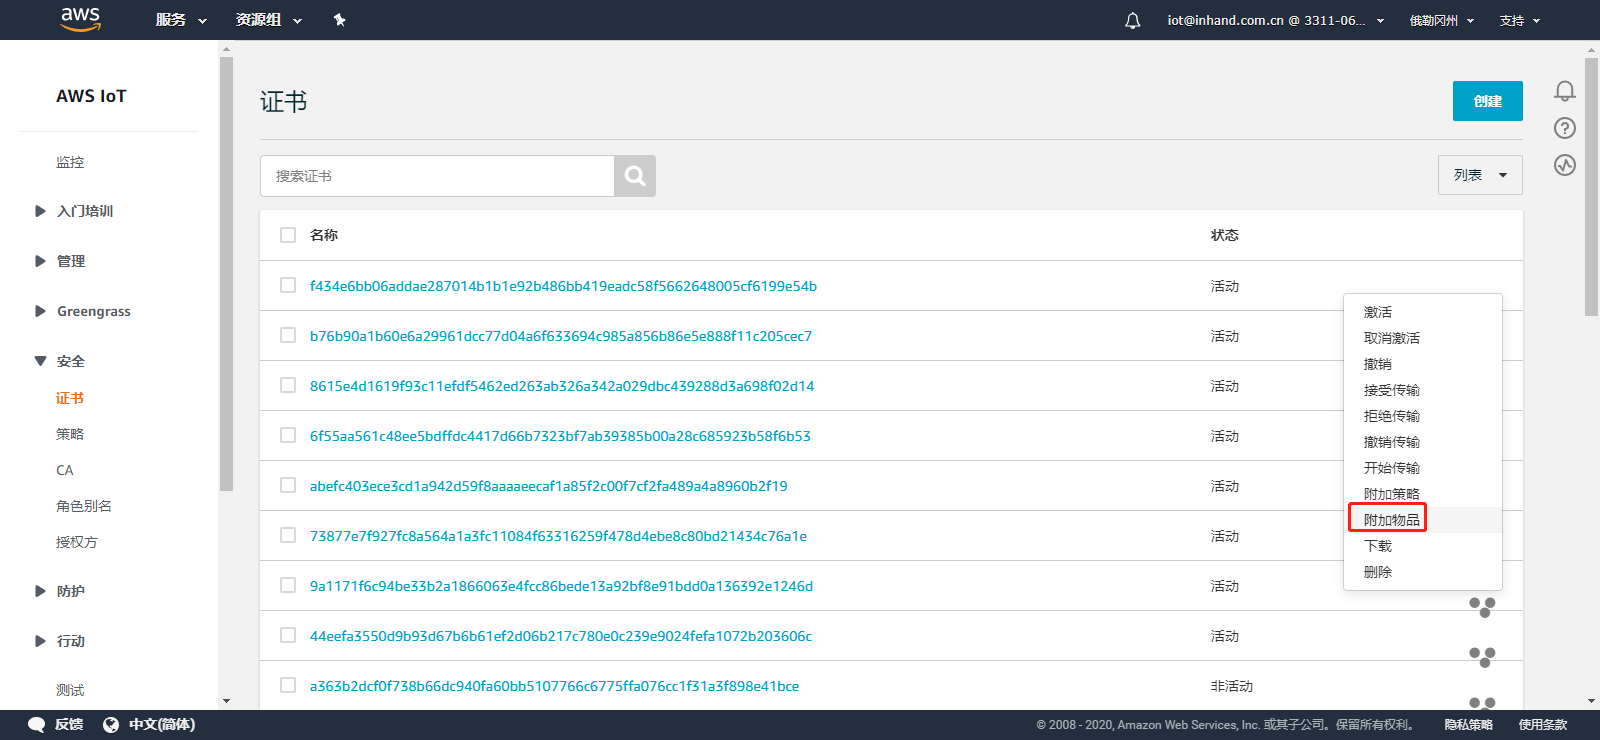 aws
服务
资源组
iot@inhand.com.cn @ 3311-06...
俄勒冈州
支持
AWS IoT
监控
入门培训
管理
Greengrass
安全
证书
策略
CA
角色别名
授权方
防护
行动
测试
证书
创建
搜索证书
列表
名称 状态
f434e6bb06addae287014b1b1e92b486bb419eadc58f5662648005cf6199e54b 活动
b76b90a1b60e6a29961dcc77d04a6f633694c985a856b86e5e888f11c205cec7 活动
8615e4d1619f93c11efdf5462ed263ab326a342a029dbc439288d3a698f02d14 活动
6f55aa561c48ee5bdffdc4417d66b7323bf7ab39385b00a28c685923b58f6b53 活动
abefc403ece3cd1a942d59f8aaaaeecaf1a85f2c00f7cf2fa489a4a8960b2f19 活动
73877e7f927fc8a564a1a3fc11084f63316259f478d4ebe8c80bd21434c76a1e 活动
9a1171f6c94be33b2a1866063e4fcc86bede13a92bf8e91bdd0a136392e1246d 活动
44eefa3550d9b93d67b6b61ef2d06b217c780e0c239e9024fefa1072b203606c 活动
a363b2dcf0f738b66dc940fa60bb5107766c6775ffa076cc1f31a3f898e41bce 非活动
激活
取消激活
撤销
接受传输
拒绝传输
撤销传输
开始传输
附加策略
附加物品
下载
删除
反馈
中文(简体)
© 2008 - 2020, Amazon Web Services, Inc. 或其子公司。保留所有权利。
隐私策略
使用条款